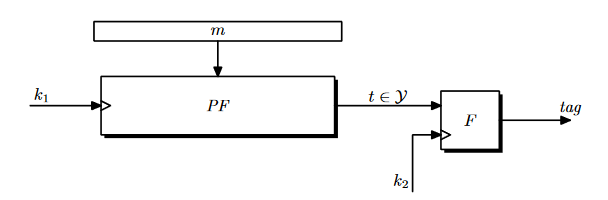 m
k₁
PF
t ∈ 𝒴
F
tag
k₂